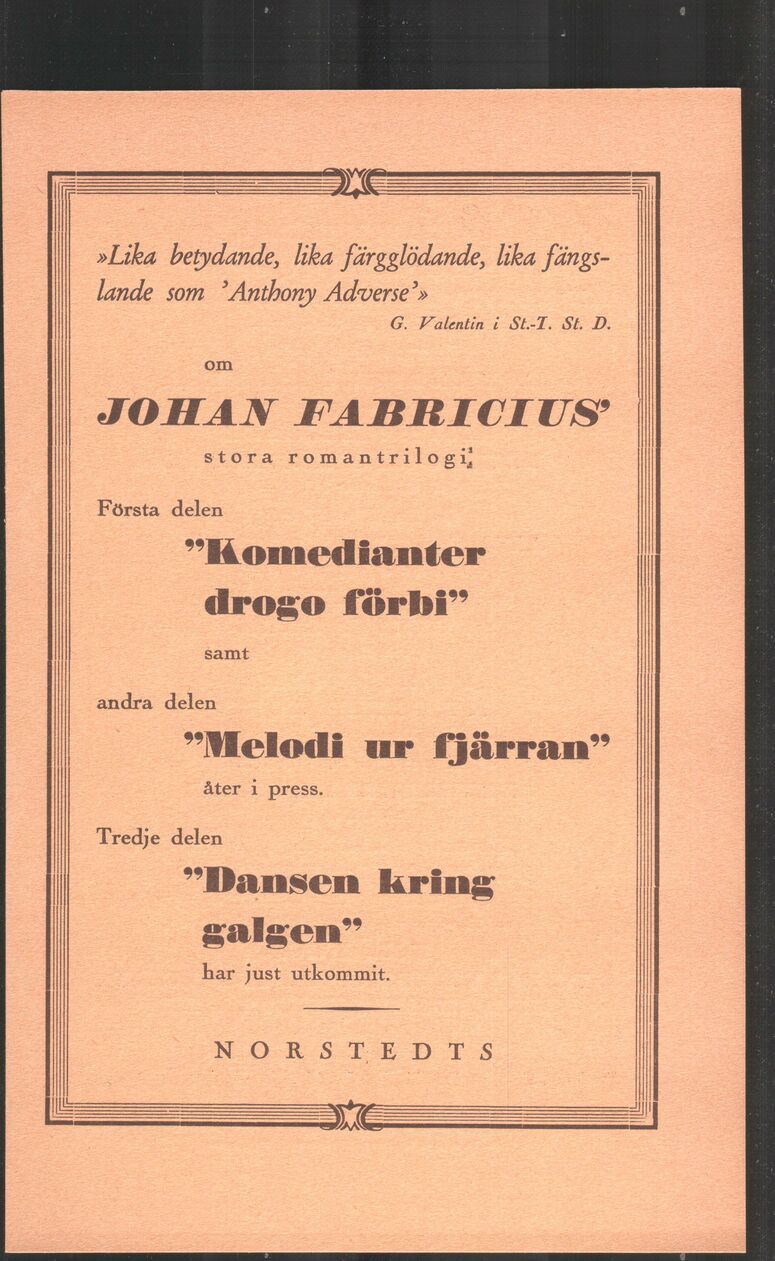 »Lika betydande, lika färgglödande, lika fängs-
lande som 'Anthony Adverse'»
G. Valentin i St.-T. St. D.
om
JOHAN FABRICIUS'
stora romantrilogi:
Första delen
”Komedianter
drogo förbi”
samt
andra delen
”Melodi ur fjärran”
åter i press.
Tredje delen
”Dansen kring
galgen”
har just utkommit.
NORSTEDTS